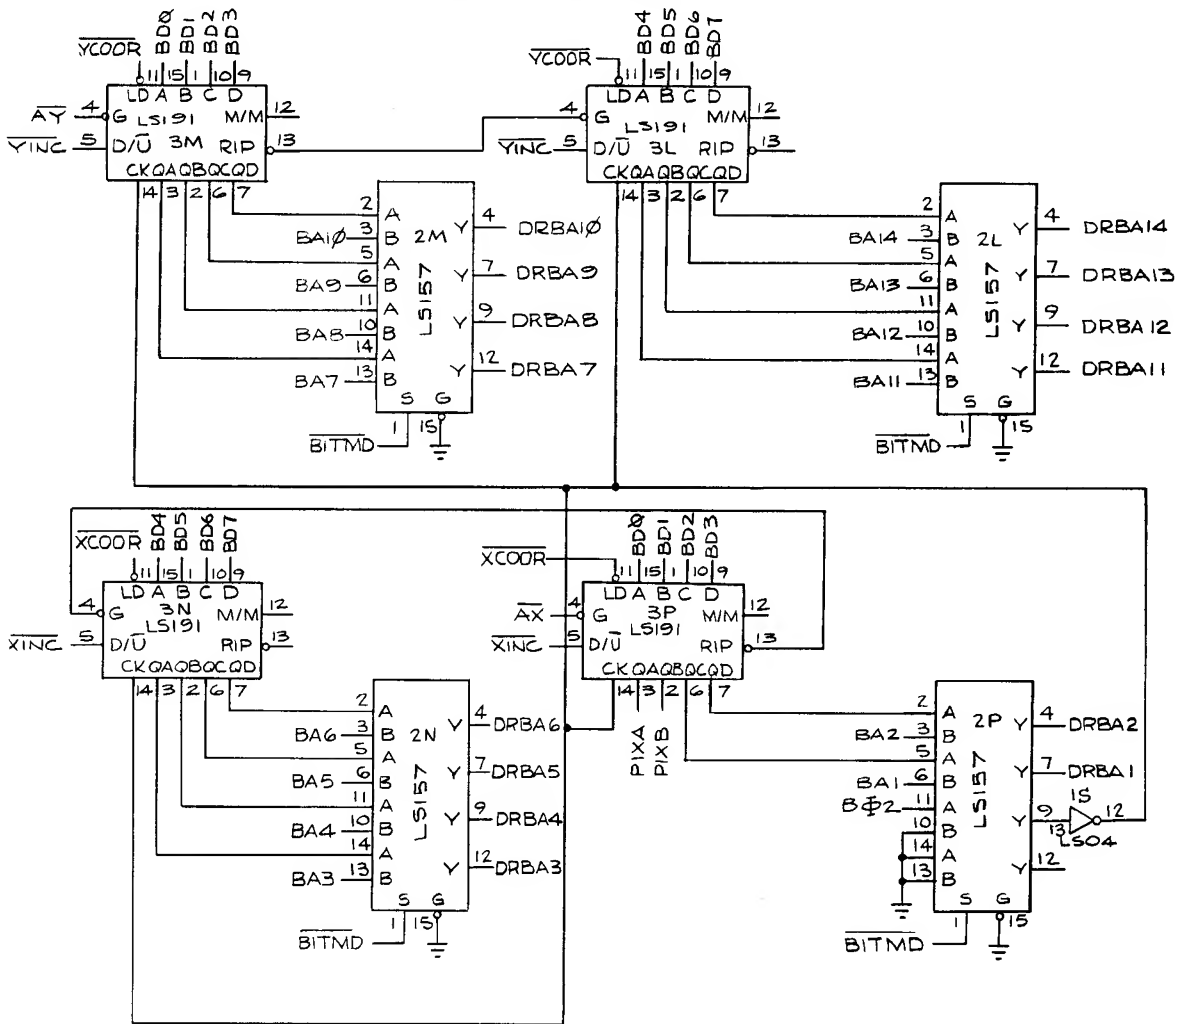 YCOOR BDØ BD1 BD2 BD3
11 15 1 10 9
LD A B C D
AY 4 G LS191 M/M 12
YINC 5 D/U 3M RIP 13
CK QA QB QC QD
14 3 2 6 7
YCOOR BD4 BD5 BD6 BD7
11 15 1 10 9
LD A B C D
4 G LS191 M/M 12
YINC 5 D/U 3L RIP 13
CK QA QB QC QD
14 3 2 6 7
2 A 2M Y 4 DRBA1Ø
BA1Ø 3 B
5 A Y 7 DRBA9
BA9 6 B
LS157
11 A Y 9 DRBA8
BA8 10 B
14 A Y 12 DRBA7
BA7 13 B
S G
1 15
BITMD
2 A 2L Y 4 DRBA14
BA14 3 B
5 A Y 7 DRBA13
BA13 6 B
LS157
11 A Y 9 DRBA12
BA12 10 B
14 A Y 12 DRBA11
BA11 13 B
S G
1 15
BITMD
XCOOR BD4 BD5 BD6 BD7
11 15 1 10 9
LD A B C D
4 G 3N M/M 12
LS191
XINC 5 D/U RIP 13
CK QA QB QC QD
14 3 2 6 7
XCOOR BDØ BD1 BD2 BD3
11 15 1 10 9
LD A B C D
AX 4 G 3P M/M 12
LS191
XINC 5 D/U RIP 13
CK QA QB QC QD
14 3 2 6 7
PIXA PIXB
2 A 2N Y 4 DRBA6
BA6 3 B
5 A Y 7 DRBA5
BA5 6 B
LS157
11 A Y 9 DRBA4
BA4 10 B
14 A Y 12 DRBA3
BA3 13 B
S G
1 15
BITMD
2 A 2P Y 4 DRBA2
BA2 3 B
5 A Y 7 DRBA1
BA1 6 B
LS157
BΦ2 11 A Y 9 13 1S 12
LS04
10 B
14 A Y 12
13 B
S G
1 15
BITMD